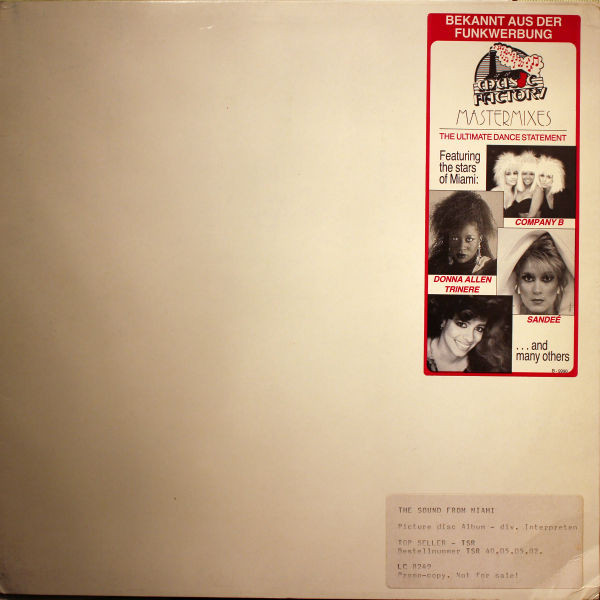 BEKANNT AUS DER
FUNKWERBUNG
MUSIC
FACTORY
MASTERMIXES
THE ULTIMATE DANCE STATEMENT
Featuring
the stars
of Miami:
COMPANY B
DONNA ALLEN
TRINERE
SANDEÉ
. . . and
many others
THE SOUND FROM MIAMI
Picture disc Album - div. Interpreten
TOP SELLER - TSR
Bestellnummer TSR 40.05.05.02.
LC 8249
Promo-copy. Not for sale!